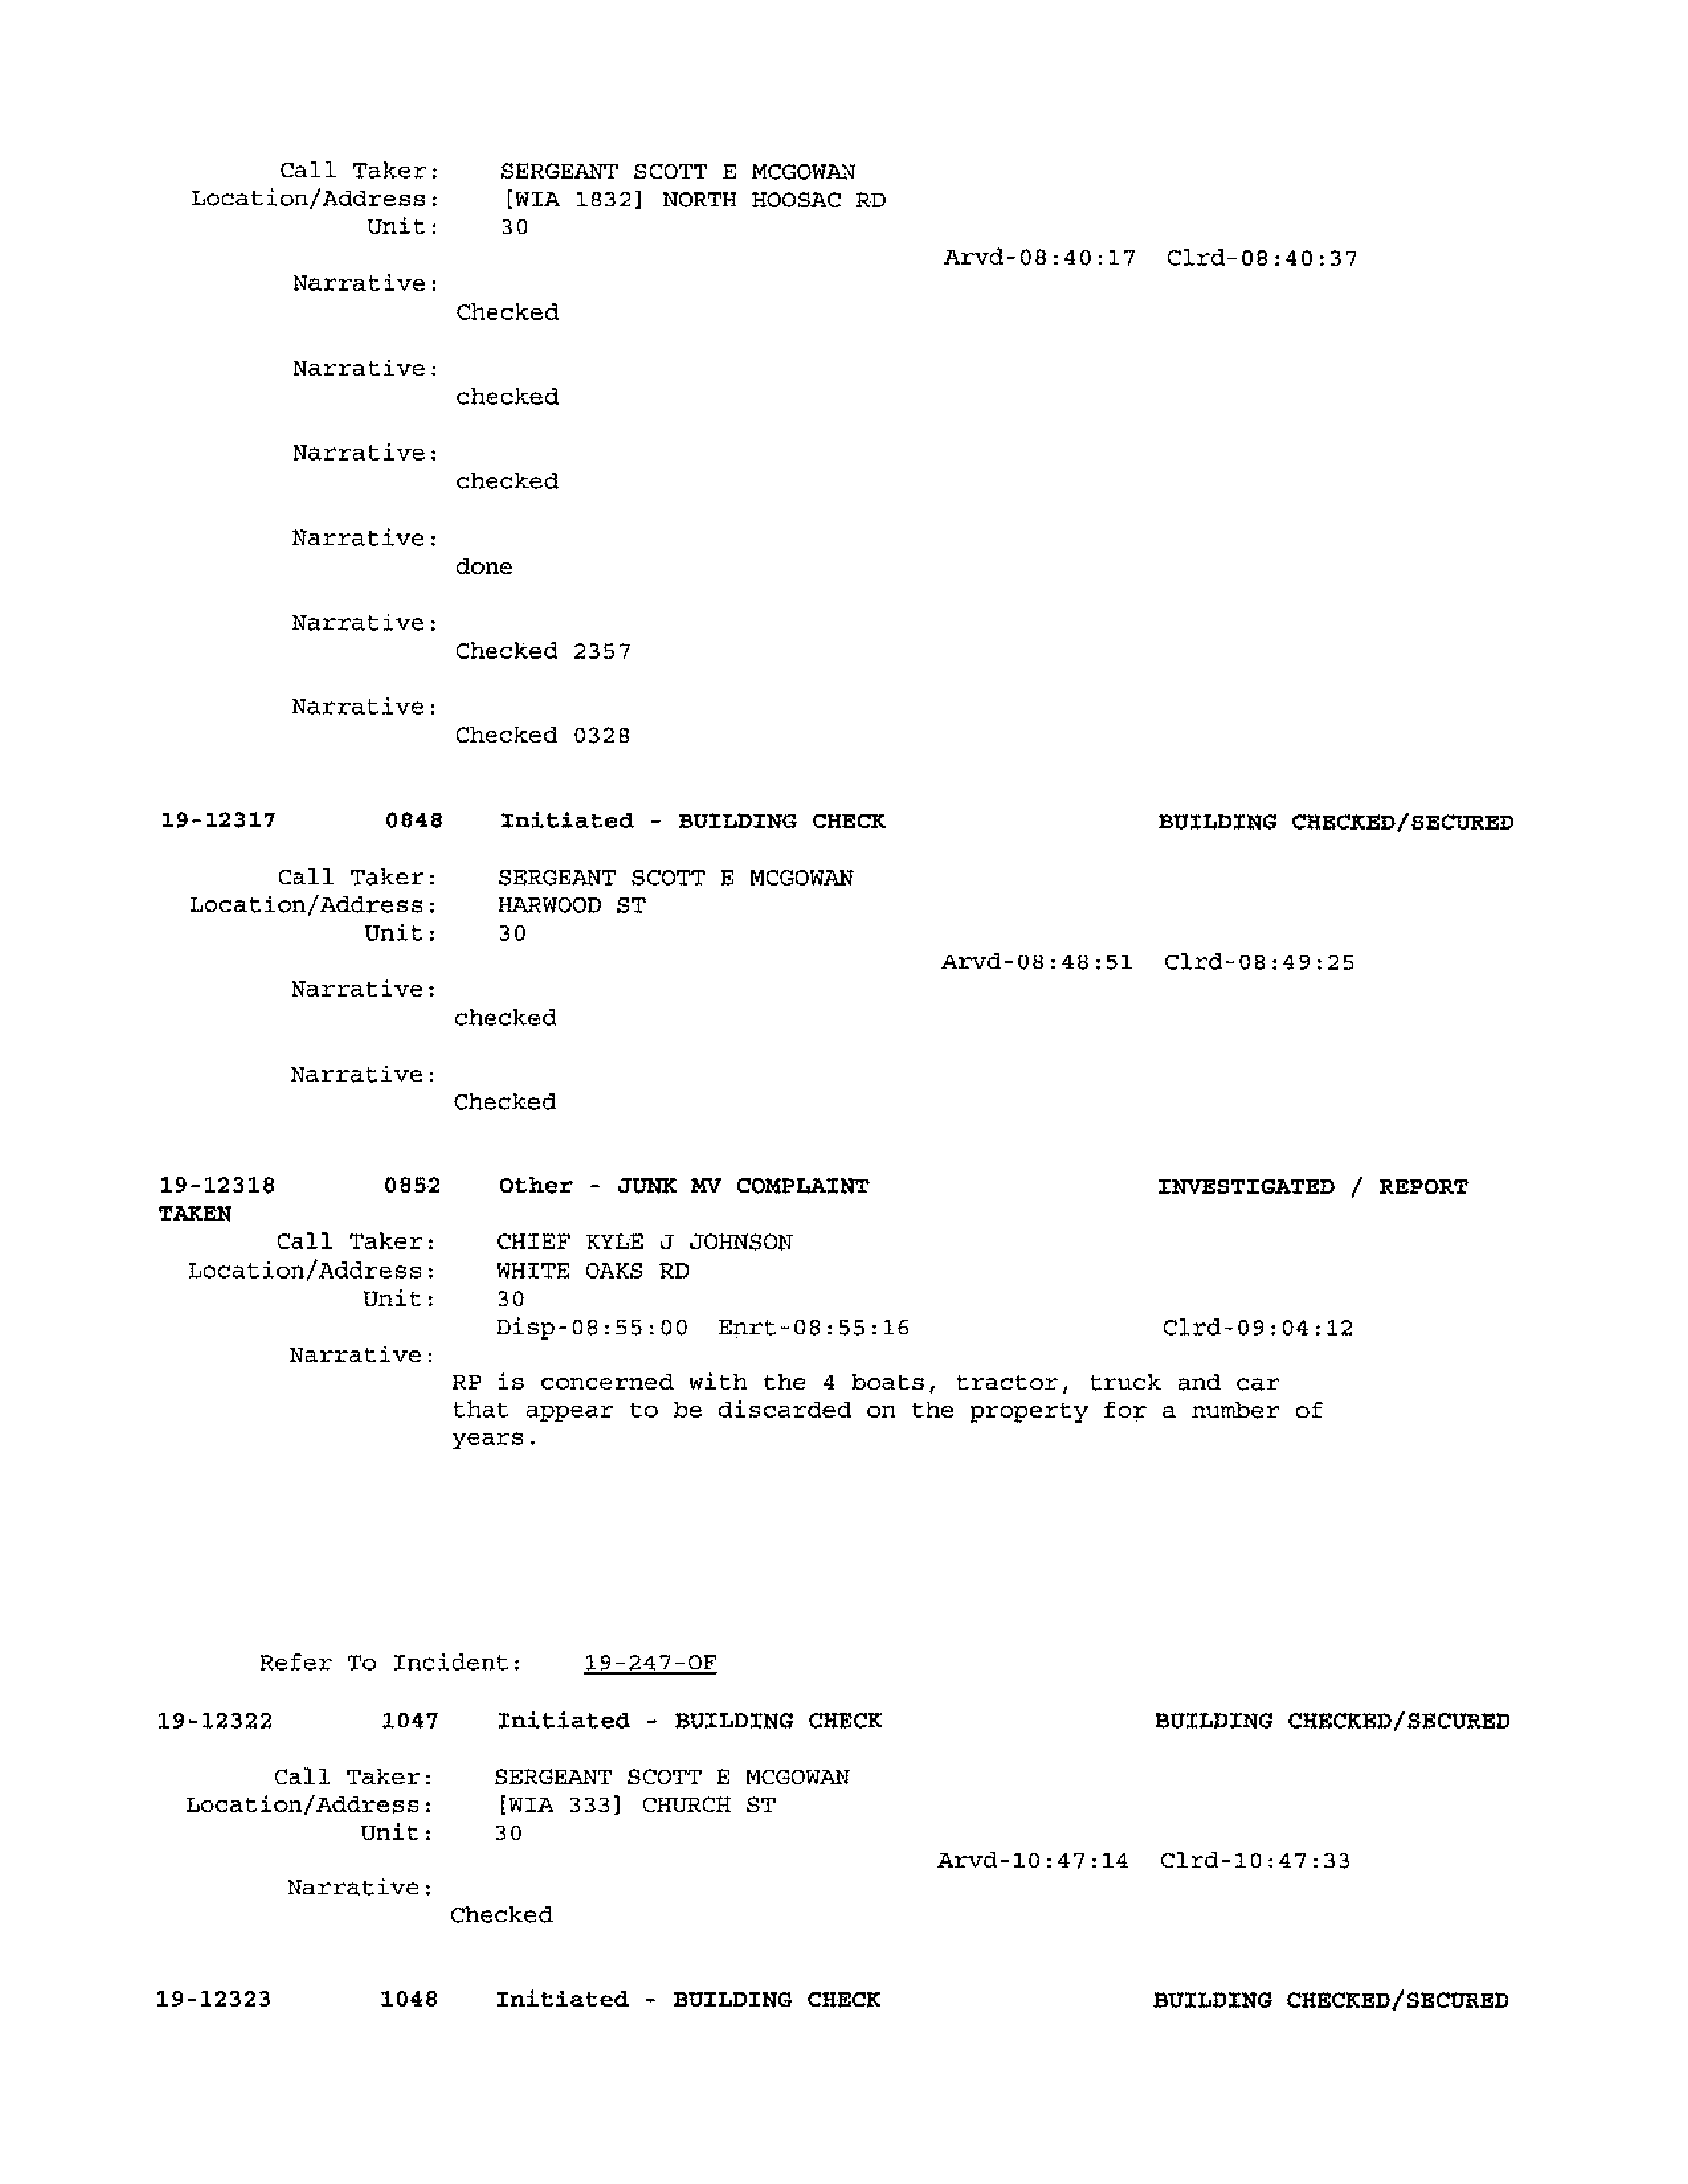 Call Taker: SERGEANT SCOTT E MCGOWAN
Location/Address: [WIA 1832] NORTH HOOSAC RD
Unit: 30
Arvd-08:40:17 Clrd-08:40:37
Narrative:
Checked
Narrative:
checked
Narrative:
checked
Narrative:
done
Narrative:
Checked 2357
Narrative:
Checked 0328
19-12317 0848 Initiated - BUILDING CHECK BUILDING CHECKED/SECURED
Call Taker: SERGEANT SCOTT E MCGOWAN
Location/Address: HARWOOD ST
Unit: 30
Arvd-08:48:51 Clrd-08:49:25
Narrative:
checked
Narrative:
Checked
19-12318 0852 Other - JUNK MV COMPLAINT INVESTIGATED / REPORT
TAKEN
Call Taker: CHIEF KYLE J JOHNSON
Location/Address: WHITE OAKS RD
Unit: 30
Disp-08:55:00 Enrt-08:55:16 Clrd-09:04:12
Narrative:
RP is concerned with the 4 boats, tractor, truck and car
that appear to be discarded on the property for a number of
years.
Refer To Incident: 19-247-OF
19-12322 1047 Initiated - BUILDING CHECK BUILDING CHECKED/SECURED
Call Taker: SERGEANT SCOTT E MCGOWAN
Location/Address: [WIA 333] CHURCH ST
Unit: 30
Arvd-10:47:14 Clrd-10:47:33
Narrative:
Checked
19-12323 1048 Initiated - BUILDING CHECK BUILDING CHECKED/SECURED